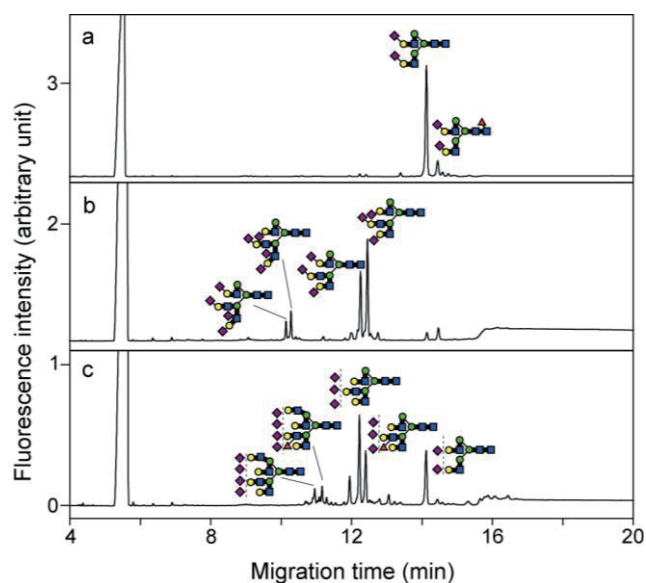 Fluorescence intensity (arbitrary unit)
a
3
b
2
c
1
0
4
8
12
16
20
Migration time (min)